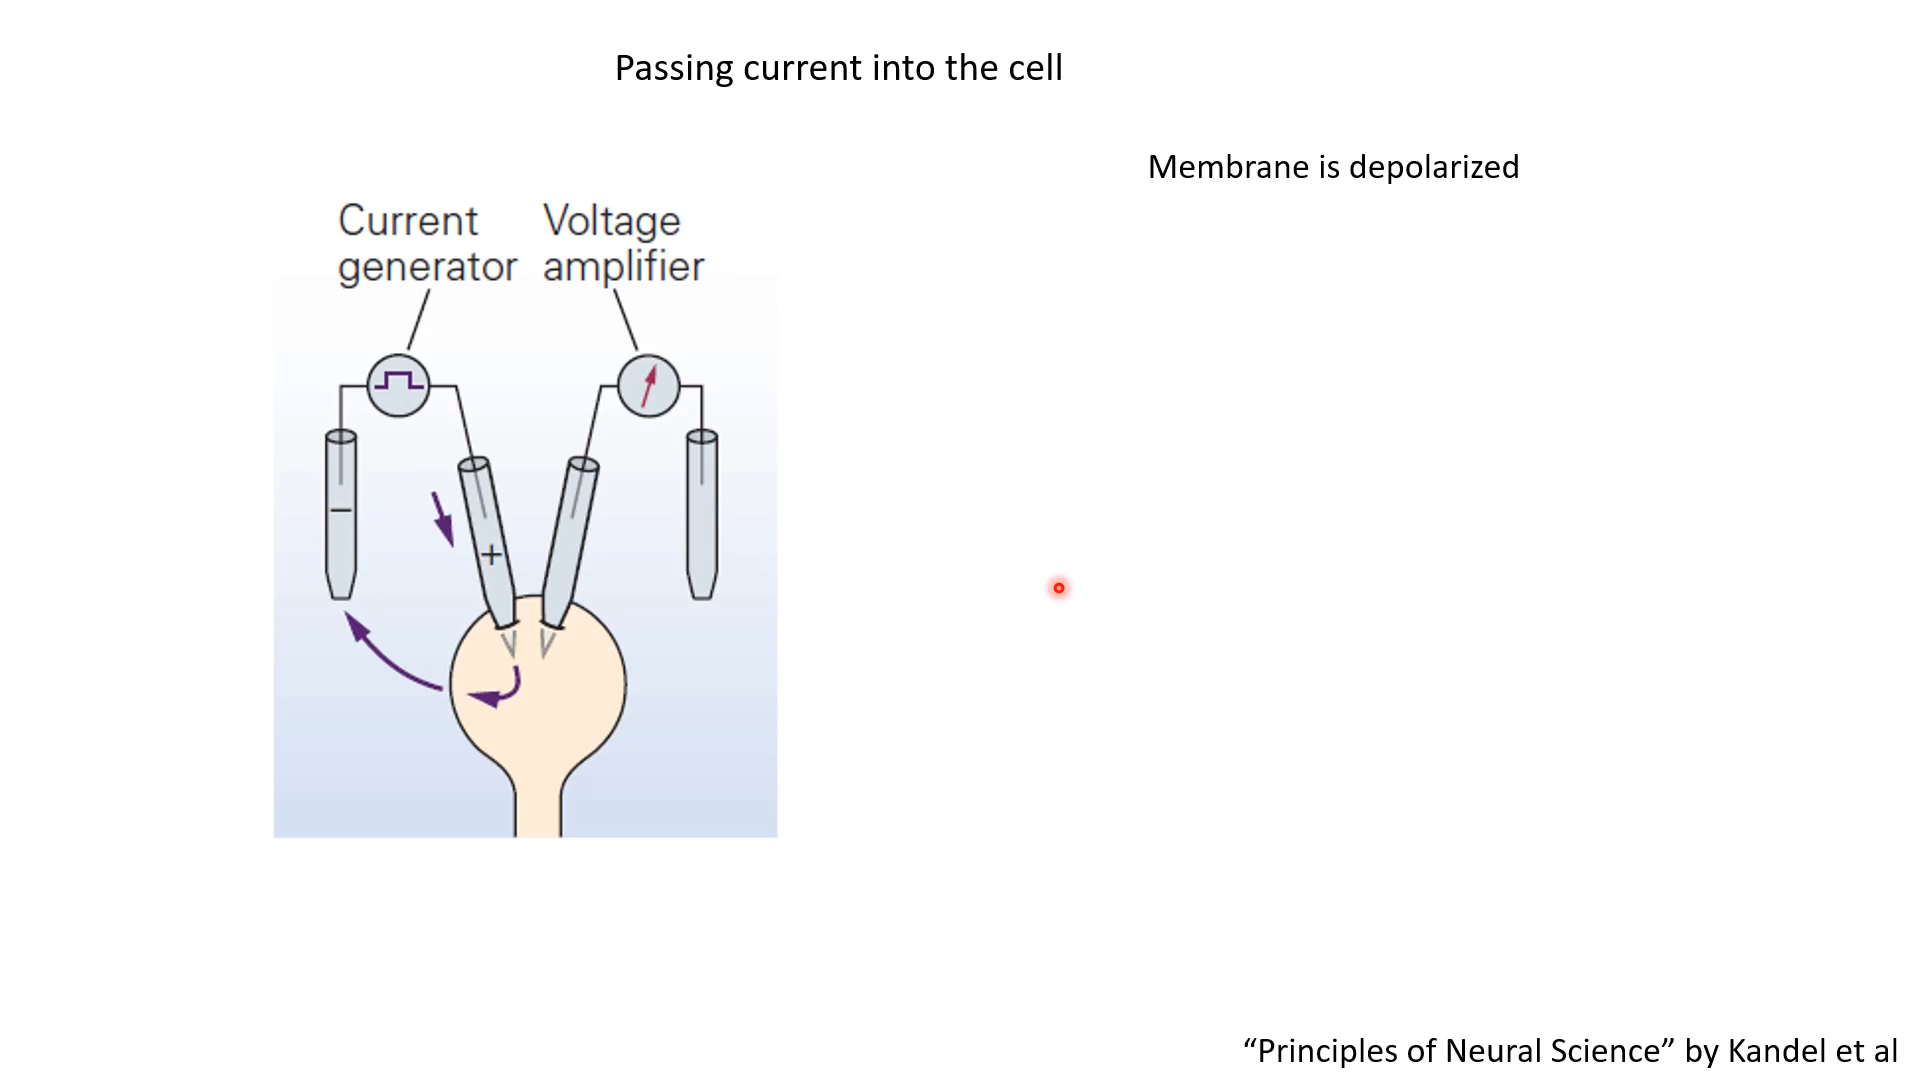 Passing current into the cell
Membrane is depolarized
Current
generator
Voltage
amplifier
–
+
“Principles of Neural Science” by Kandel et al